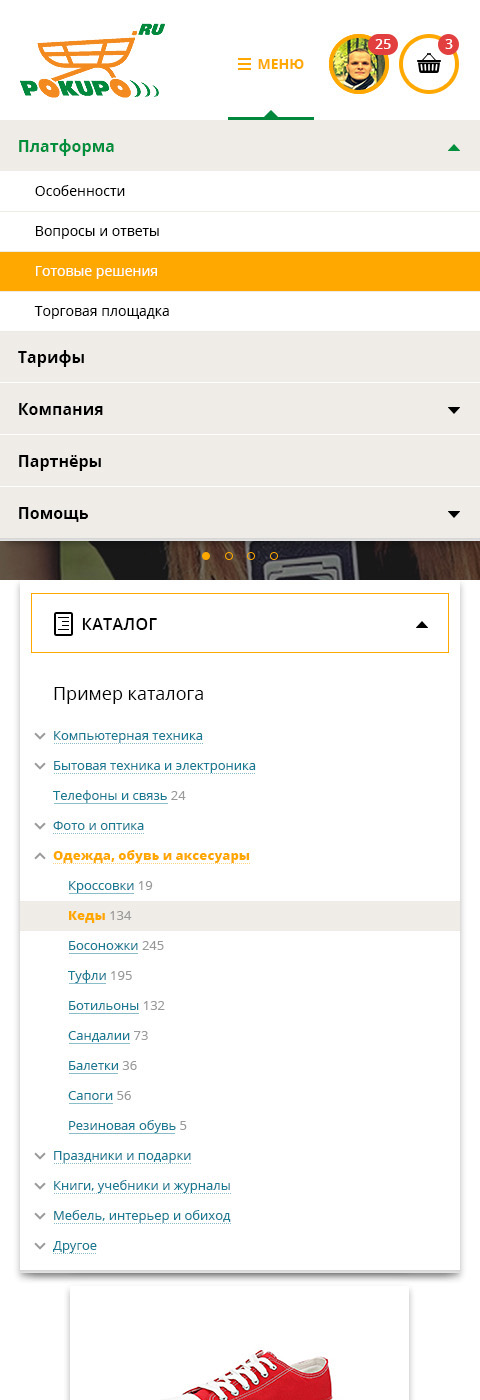 .RU
POKUPO
МЕНЮ
25
3
Платформа
Особенности
Вопросы и ответы
Готовые решения
Торговая площадка
Тарифы
Компания
Партнёры
Помощь
КАТАЛОГ
Пример каталога
Компьютерная техника
Бытовая техника и электроника
Телефоны и связь 24
Фото и оптика
Одежда, обувь и аксесуары
Кроссовки 19
Кеды 134
Босоножки 245
Туфли 195
Ботильоны 132
Сандалии 73
Балетки 36
Сапоги 56
Резиновая обувь 5
Праздники и подарки
Книги, учебники и журналы
Мебель, интерьер и обиход
Другое